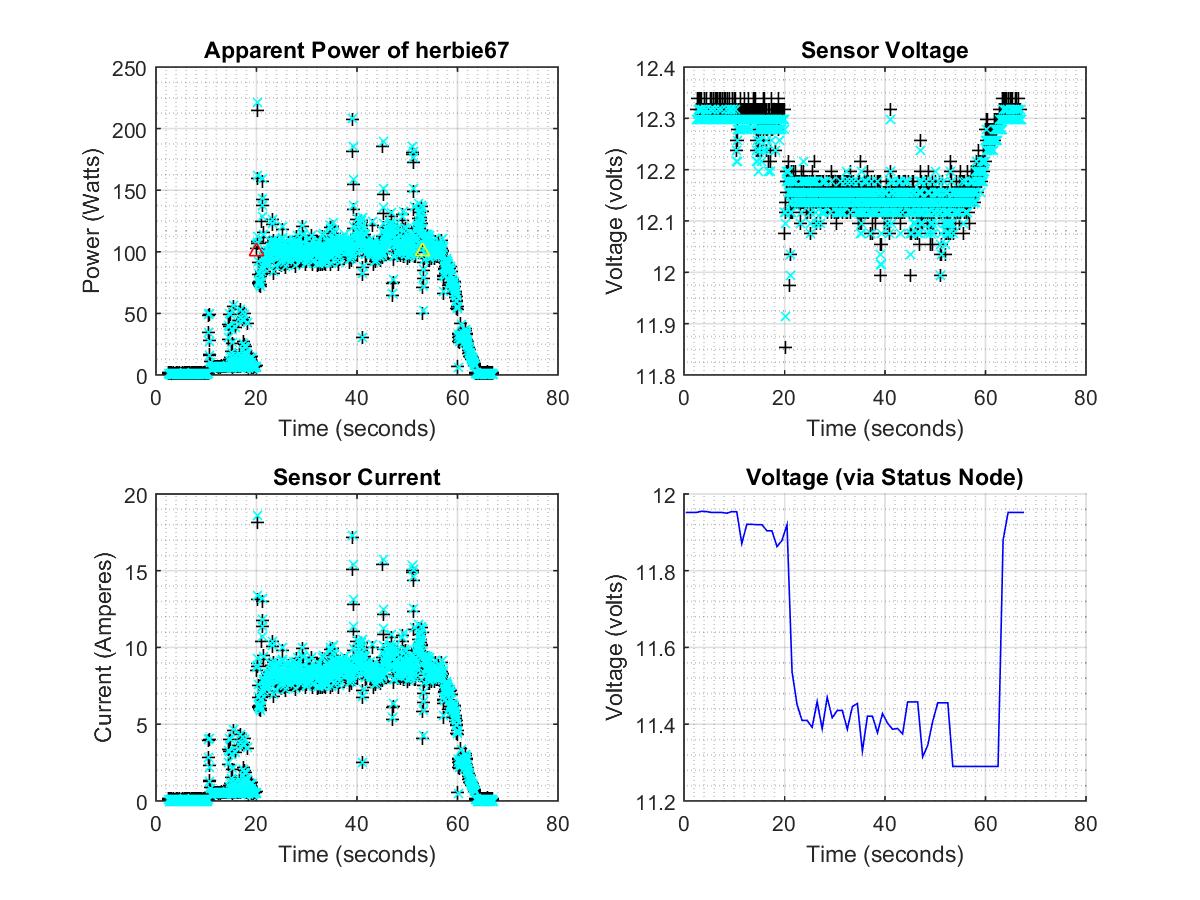 Apparent Power of herbie67
250
200
150
100
50
0
Power (Watts)
0 20 40 60 80
Time (seconds)
Sensor Voltage
12.4
12.3
12.2
12.1
12
11.9
11.8
Voltage (volts)
0 20 40 60 80
Time (seconds)
Sensor Current
20
15
10
5
0
Current (Amperes)
0 20 40 60 80
Time (seconds)
Voltage (via Status Node)
12
11.8
11.6
11.4
11.2
Voltage (volts)
0 20 40 60 80
Time (seconds)